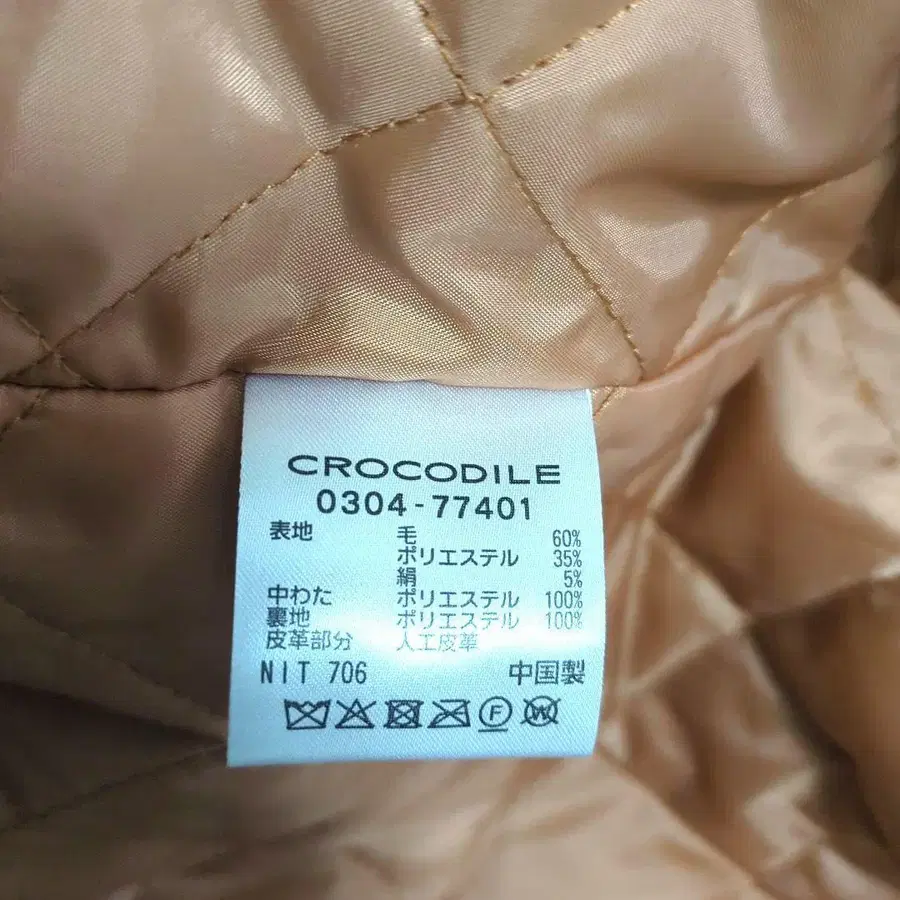 CROCODILE
0304-77401
表地 毛 60%
ポリエステル 35%
絹 5%
中わた ポリエステル 100%
裏地 ポリエステル 100%
皮革部分 人工皮革
NIT 706 中国製
F W